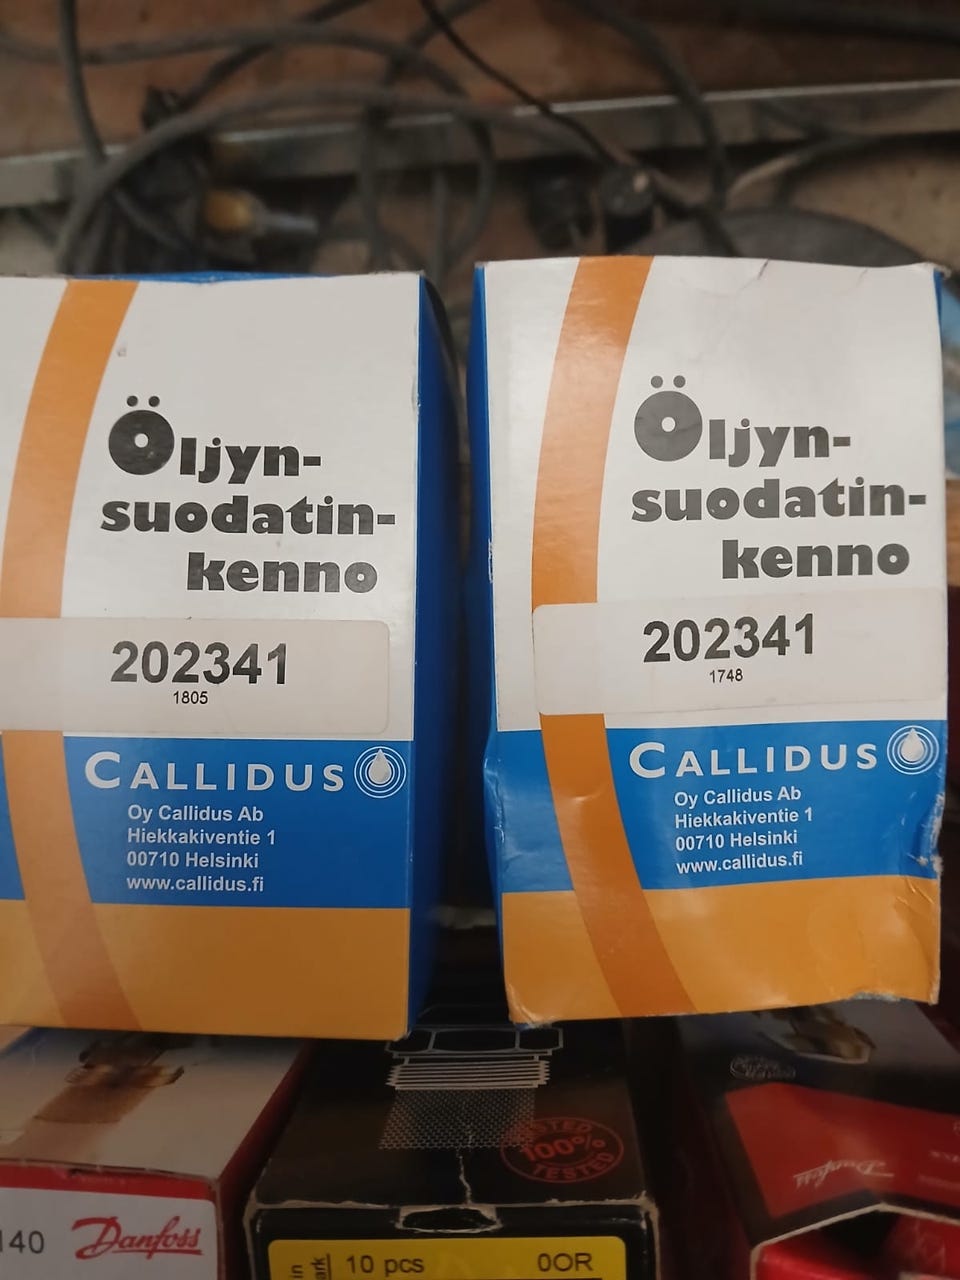 Öljyn-
suodatin-
kenno
202341
1805
CALLIDUS
Oy Callidus Ab
Hiekkakiventie 1
00710 Helsinki
www.callidus.fi
Öljyn-
suodatin-
kenno
202341
1748
CALLIDUS
Oy Callidus Ab
Hiekkakiventie 1
00710 Helsinki
www.callidus.fi
140
Danfoss
TESTED
100%
TESTED
10 pcs
0OR
Danfoss